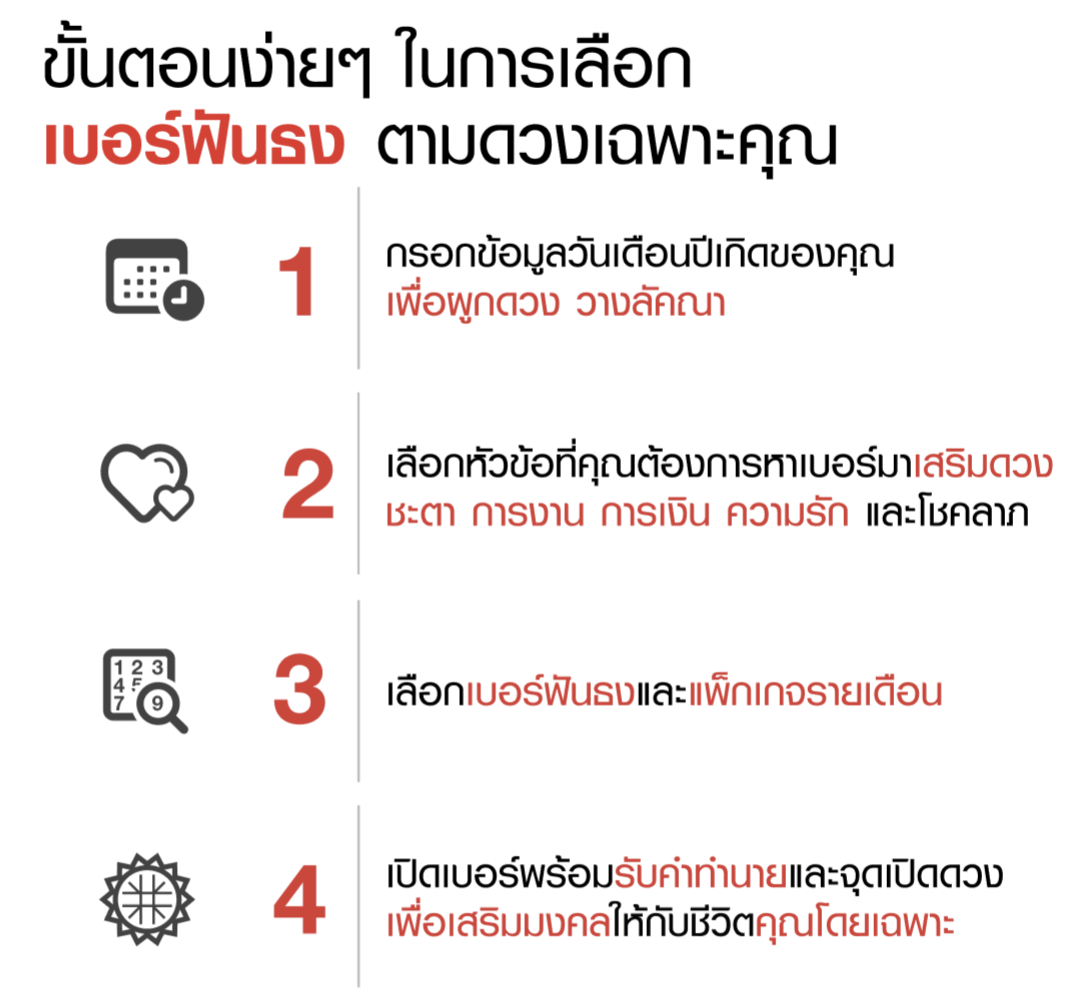 ขั้นตอนง่ายๆ ในการเลือก
เบอร์ฟันธง ตามดวงเฉพาะคุณ
1
กรอกข้อมูลวันเดือนปีเกิดของคุณ
เพื่อผูกดวง วางลัคณา
2
เลือกหัวข้อที่คุณต้องการหาเบอร์มาเสริมดวง
ชะตา การงาน การเงิน ความรัก และโชคลาภ
1 2 3
4 5
7 9
3
เลือกเบอร์ฟันธงและแพ็กเกจรายเดือน
4
เปิดเบอร์พร้อมรับคำทำนายและจุดเปิดดวง
เพื่อเสริมมงคลให้กับชีวิตคุณโดยเฉพาะ